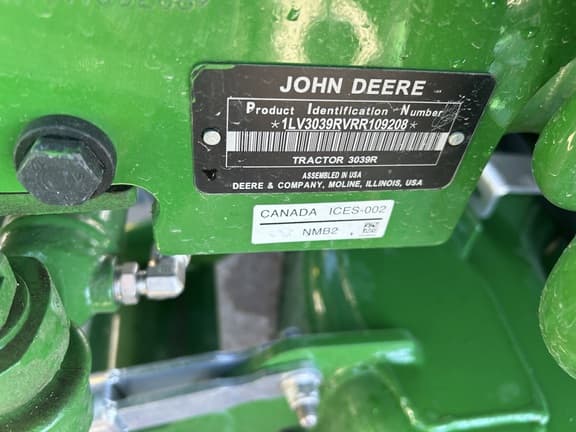 JOHN DEERE
Product Identification Number
*1LV3039RVRR109208*
TRACTOR 3039R
ASSEMBLED IN USA
DEERE & COMPANY, MOLINE, ILLINOIS, USA
CANADA ICES-002
NMB2